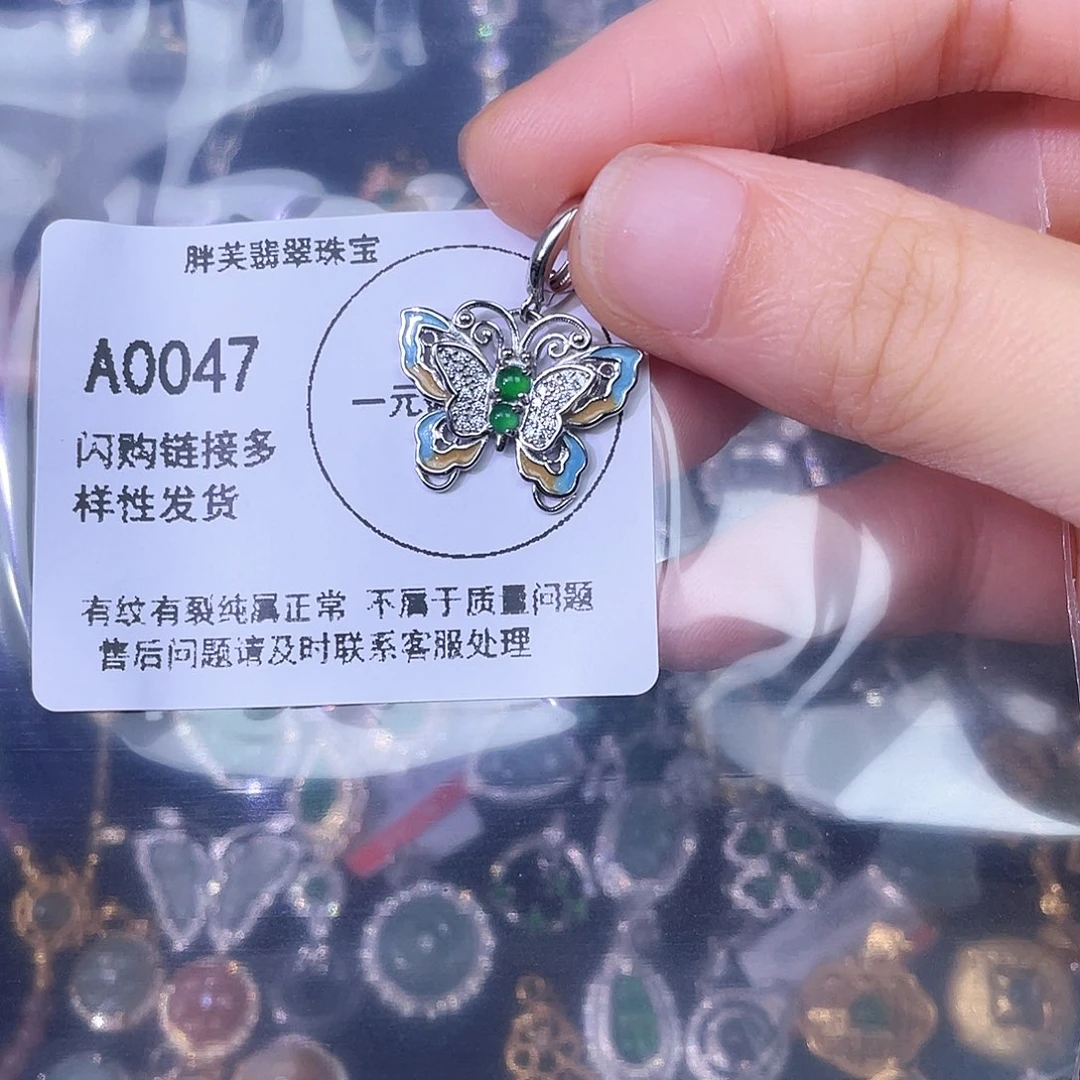 胖芙翡翠珠宝
A0047
一元
闪购链接多
样性发货
有纹有裂纯属正常 不属于质量问题
售后问题请及时联系客服处理